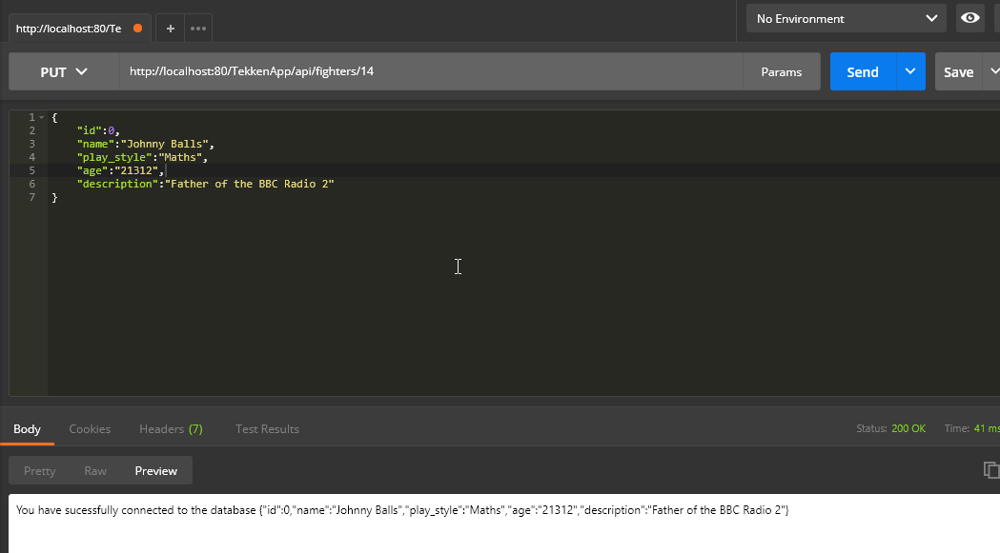 http://localhost:80/Te
No Environment
PUT
http://localhost:80/TekkenApp/api/fighters/14
Params
Send
Save
1 {
2 "id":0,
3 "name":"Johnny Balls",
4 "play_style":"Maths",
5 "age":"21312",
6 "description":"Father of the BBC Radio 2"
7 }
Body Cookies Headers (7) Test Results Status: 200 OK Time: 41 ms
Pretty Raw Preview
You have sucessfully connected to the database {"id":0,"name":"Johnny Balls","play_style":"Maths","age":"21312","description":"Father of the BBC Radio 2"}